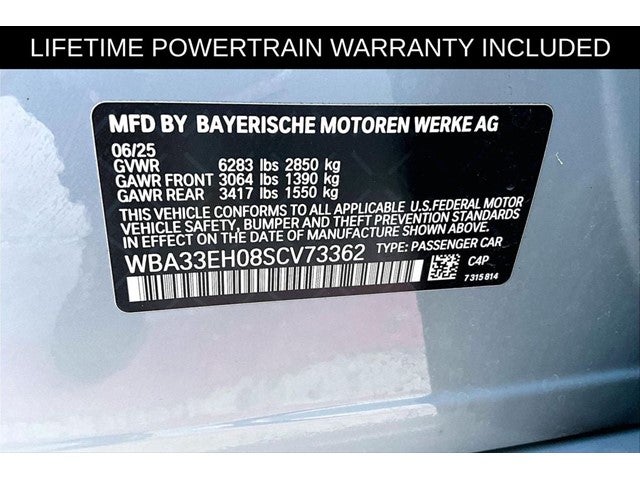 LIFETIME POWERTRAIN WARRANTY INCLUDED
MFD BY BAYERISCHE MOTOREN WERKE AG
06/25
GVWR 6283 lbs 2850 kg
GAWR FRONT 3064 lbs 1390 kg
GAWR REAR 3417 lbs 1550 kg
THIS VEHICLE CONFORMS TO ALL APPLICABLE U.S.FEDERAL MOTOR
VEHICLE SAFETY, BUMPER AND THEFT PREVENTION STANDARDS
IN EFFECT ON THE DATE OF MANUFACTURE SHOWN ABOVE.
WBA33EH08SCV73362 TYPE: PASSENGER CAR
C4P
7 315 814